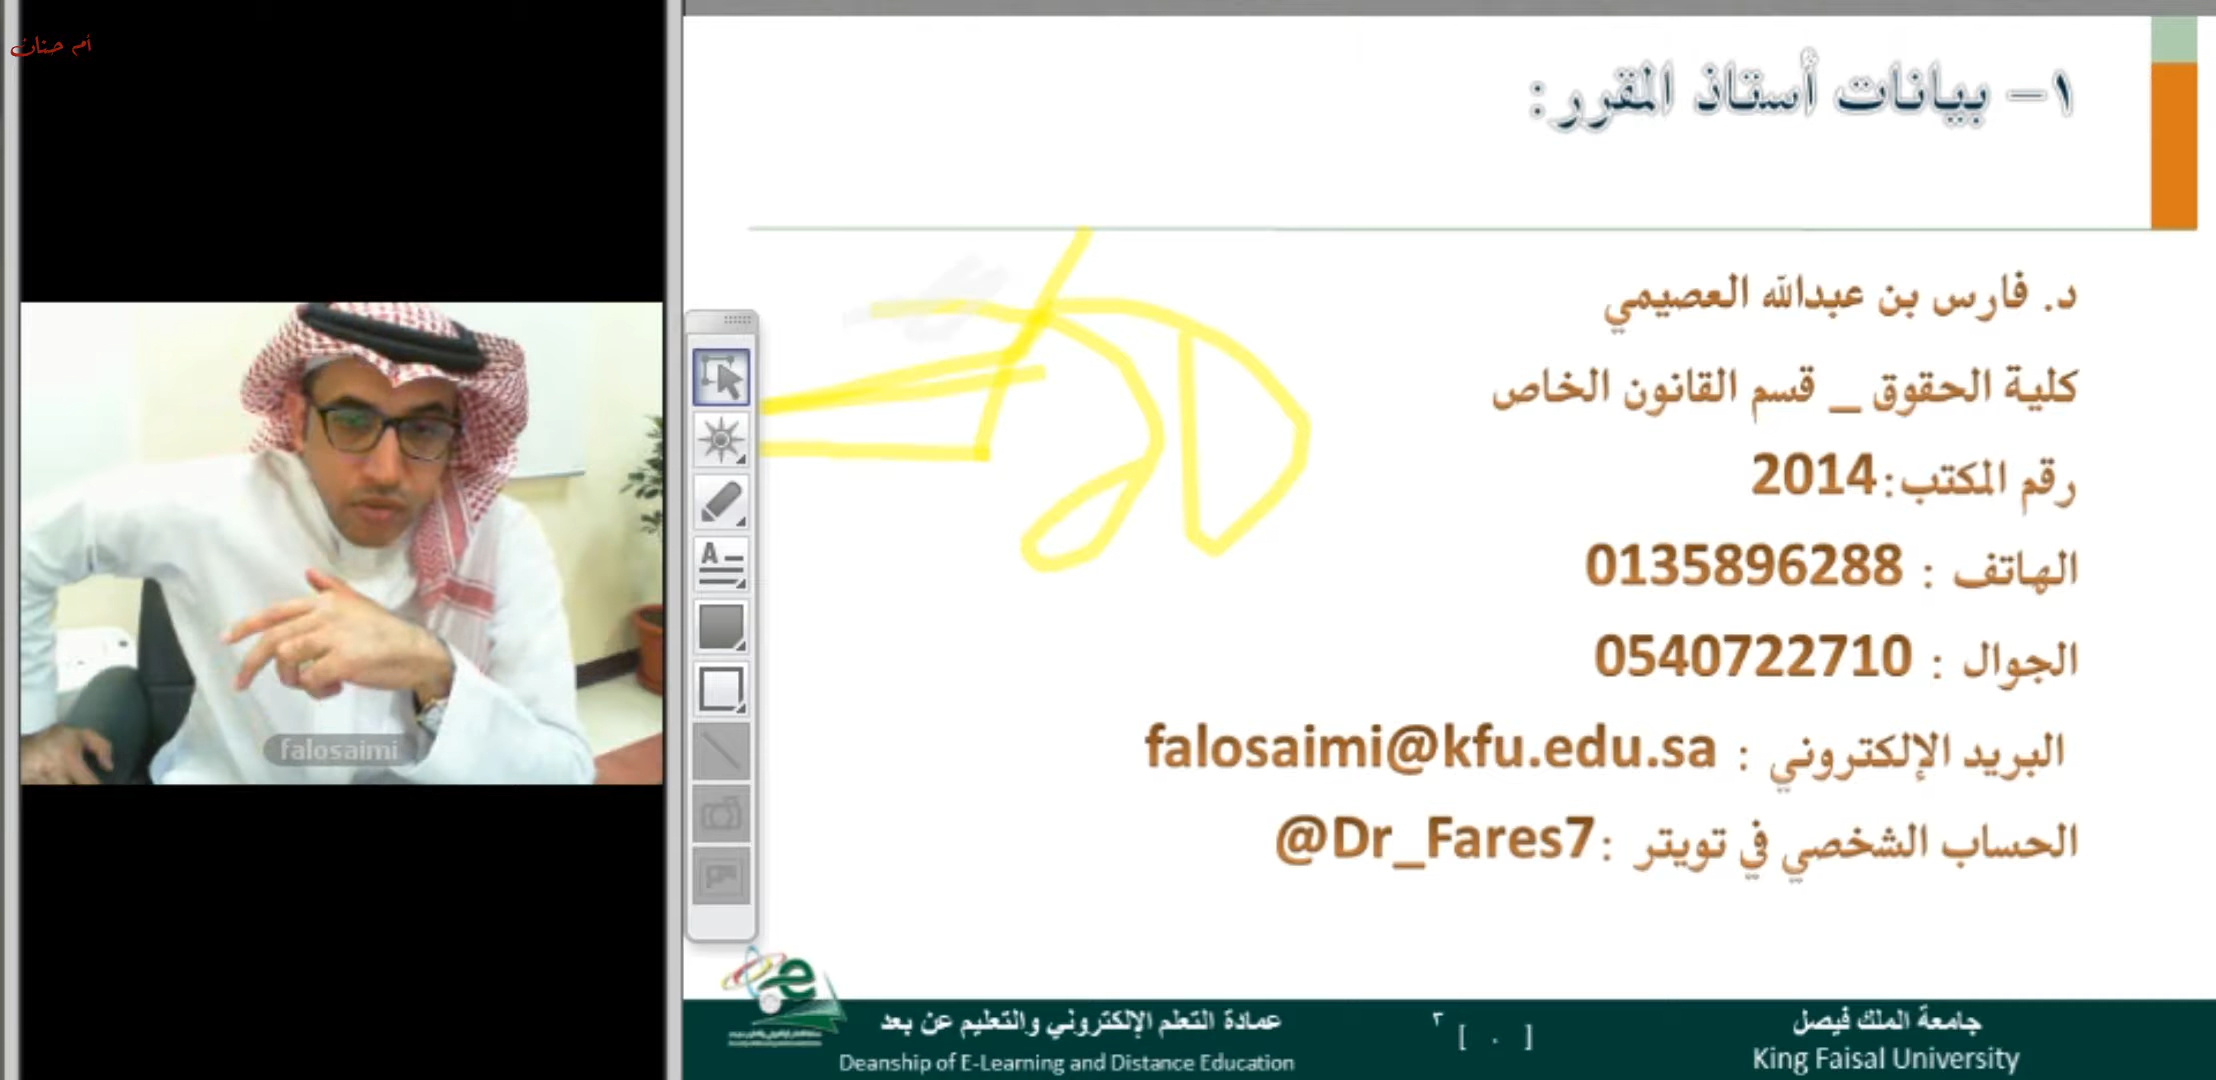 أم حنان
١– بيانات أستاذ المقرر:
د. فارس بن عبدالله العصيمي
كلية الحقوق _ قسم القانون الخاص
رقم المكتب: 2014
الهاتف : 0135896288
الجوال : 0540722710
البريد الإلكتروني : falosaimi@kfu.edu.sa
الحساب الشخصي في تويتر :@Dr_Fares7
falosaimi
جامعة الملك فيصل
King Faisal University
٢
[ ٠ ]
عمادة التعلم الإلكتروني والتعليم عن بعد
Deanship of E-Learning and Distance Education